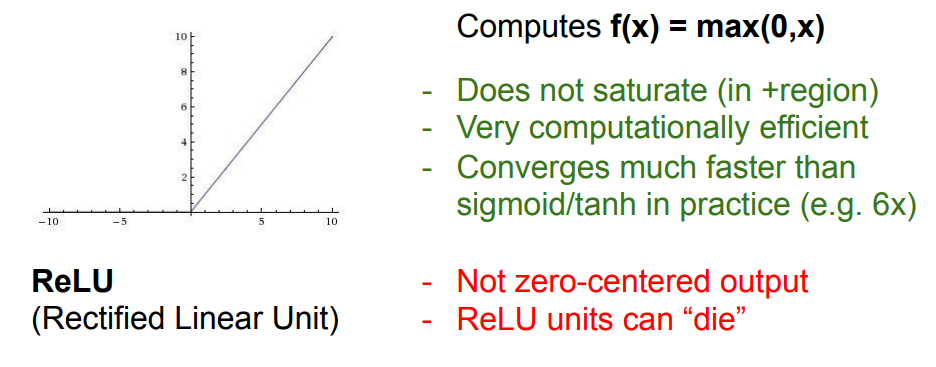 Computes f(x) = max(0,x)
10
8
6
4
2
-10
-5
5
10
- Does not saturate (in +region)
- Very computationally efficient
- Converges much faster than
sigmoid/tanh in practice (e.g. 6x)
ReLU
(Rectified Linear Unit)
- Not zero-centered output
- ReLU units can “die”